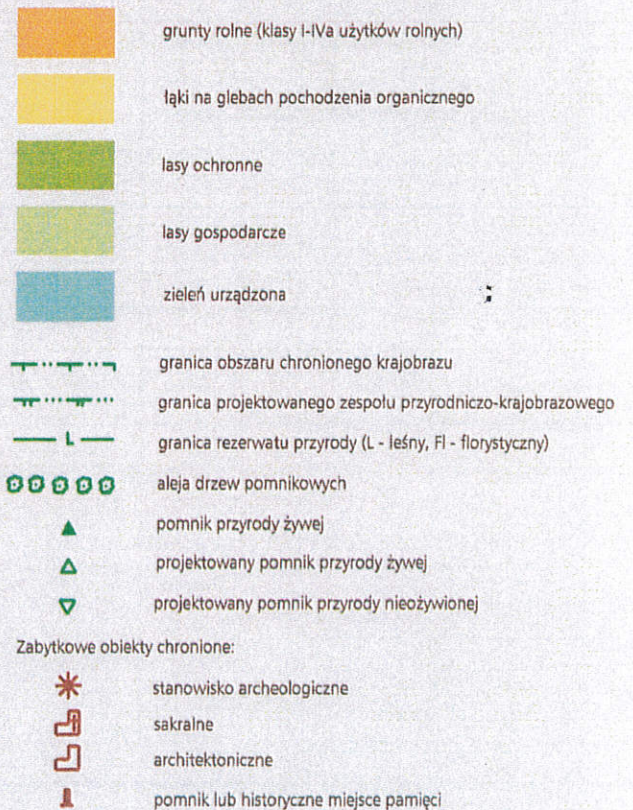 grunty rolne (klasy I-IVa użytków rolnych)
łąki na glebach pochodzenia organicznego
lasy ochronne
lasy gospodarcze
zieleń urządzona
granica obszaru chronionego krajobrazu
granica projektowanego zespołu przyrodniczo-krajobrazowego
L granica rezerwatu przyrody (L - leśny, Fl - florystyczny)
aleja drzew pomnikowych
pomnik przyrody żywej
projektowany pomnik przyrody żywej
projektowany pomnik przyrody nieożywionej
Zabytkowe obiekty chronione:
stanowisko archeologiczne
sakralne
architektoniczne
pomnik lub historyczne miejsce pamięci